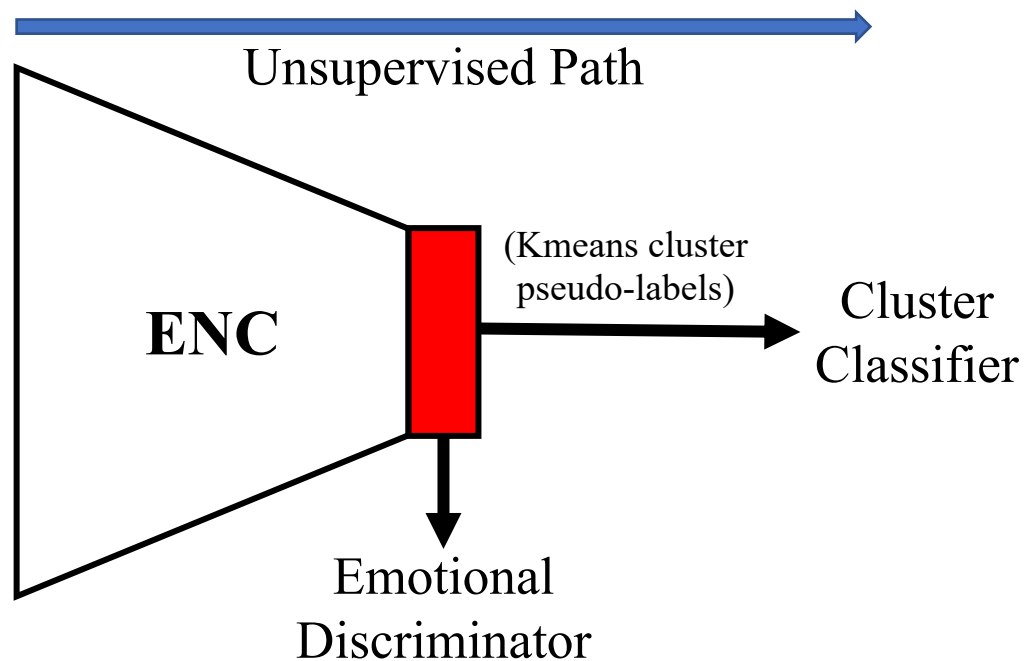 Unsupervised Path
(Kmeans cluster
pseudo-labels)
ENC
Cluster
Classifier
Emotional
Discriminator